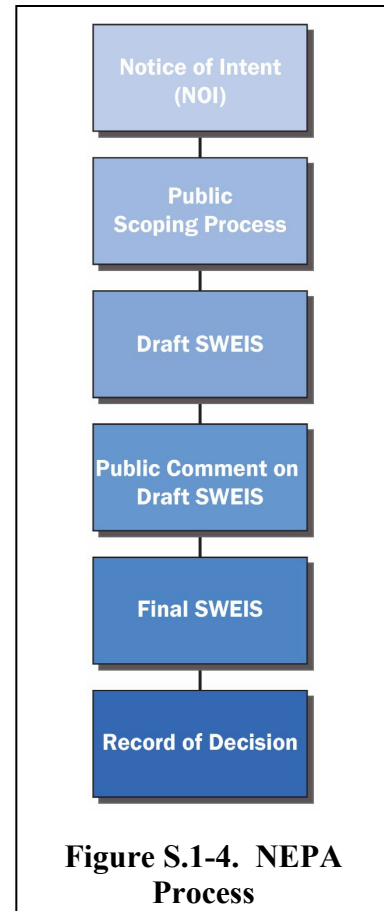 Notice of Intent
(NOI)
Public
Scoping Process
Draft SWEIS
Public Comment on
Draft SWEIS
Final SWEIS
Record of Decision
Figure S.1-4. NEPA
Process